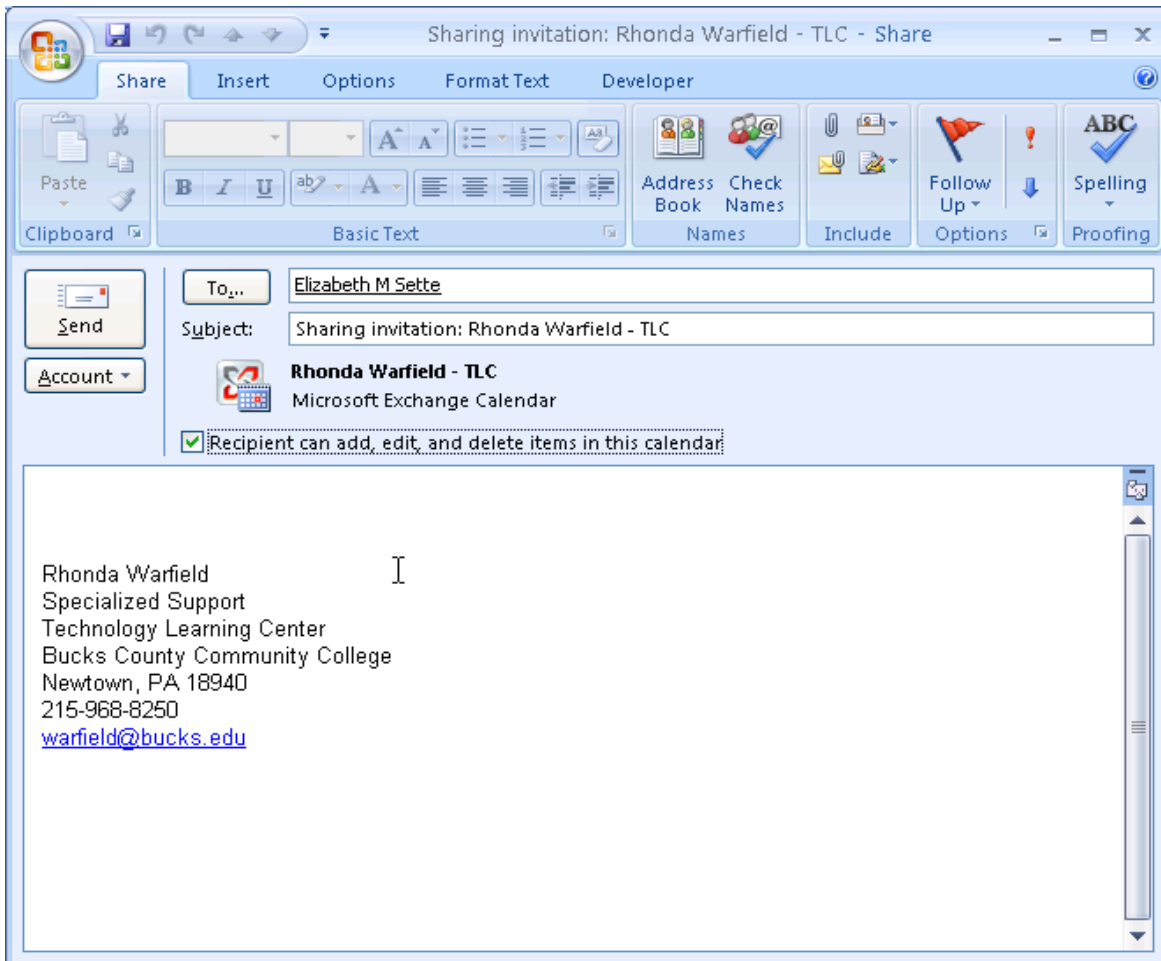 Sharing invitation: Rhonda Warfield - TLC - Share
Share Insert Options Format Text Developer
Paste
Clipboard
A A
B I U ab A
Basic Text
Address Book
Check Names
Names
Include
Follow Up
Options
ABC
Spelling
Proofing
Send
Account
To... Elizabeth M Sette
Subject: Sharing invitation: Rhonda Warfield - TLC
Rhonda Warfield - TLC
Microsoft Exchange Calendar
Recipient can add, edit, and delete items in this calendar
Rhonda Warfield
Specialized Support
Technology Learning Center
Bucks County Community College
Newtown, PA 18940
215-968-8250
warfield@bucks.edu